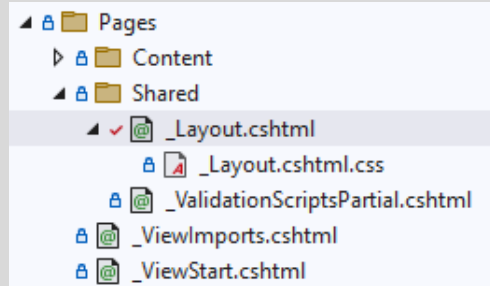 Pages
Content
Shared
_Layout.cshtml
_Layout.cshtml.css
_ValidationScriptsPartial.cshtml
_ViewImports.cshtml
_ViewStart.cshtml